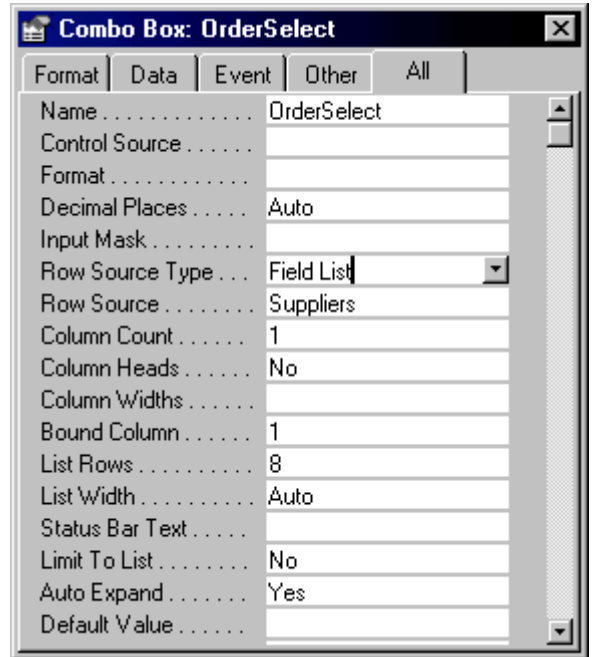 Combo Box: OrderSelect
Format Data Event Other All
Name . . . . . . . . . . . . . OrderSelect
Control Source . . . . . .
Format . . . . . . . . . . . .
Decimal Places . . . . . Auto
Input Mask . . . . . . . . .
Row Source Type . . . Field List
Row Source . . . . . . . . Suppliers
Column Count . . . . . . 1
Column Heads . . . . . . No
Column Widths . . . . . .
Bound Column . . . . . . 1
List Rows . . . . . . . . . . 8
List Width . . . . . . . . . . Auto
Status Bar Text . . . . .
Limit To List . . . . . . . . No
Auto Expand . . . . . . . Yes
Default Value . . . . . .